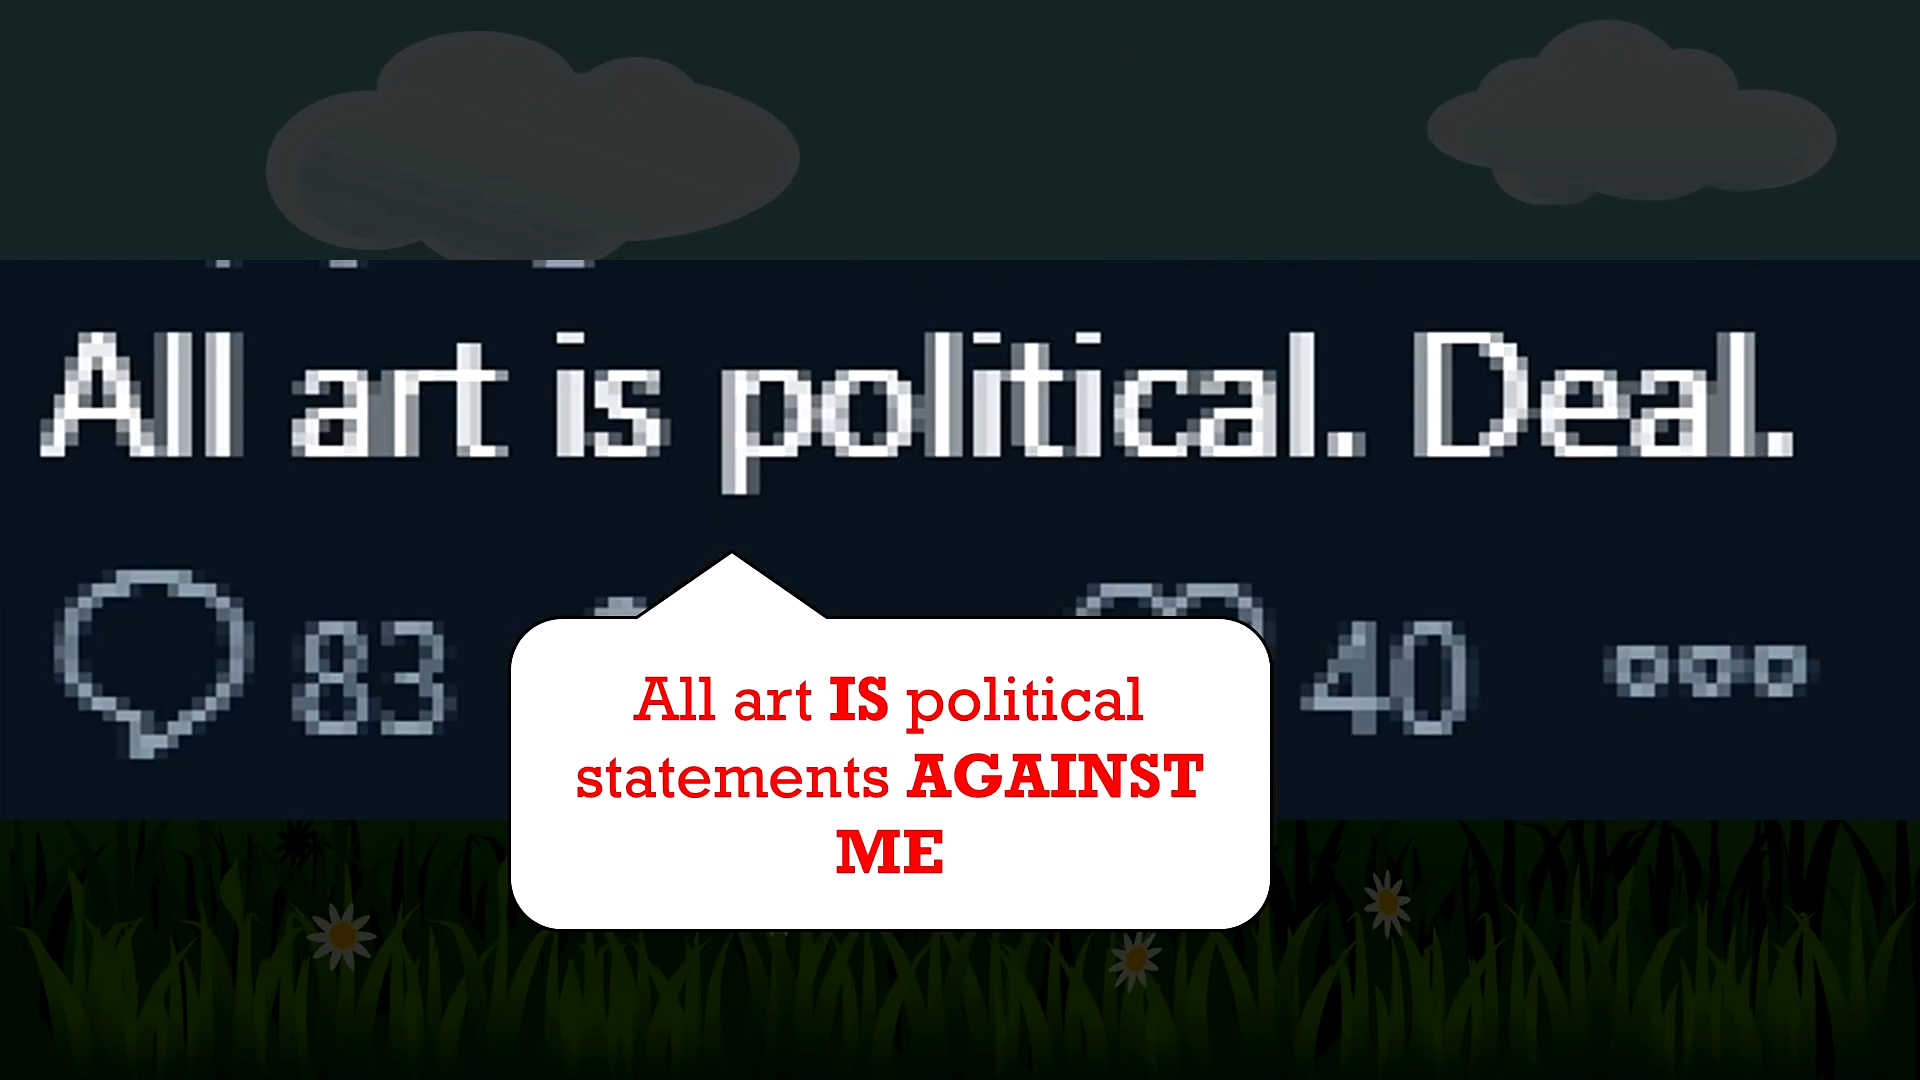 All art is political. Deal.
83
40
All art IS political
statements AGAINST
ME